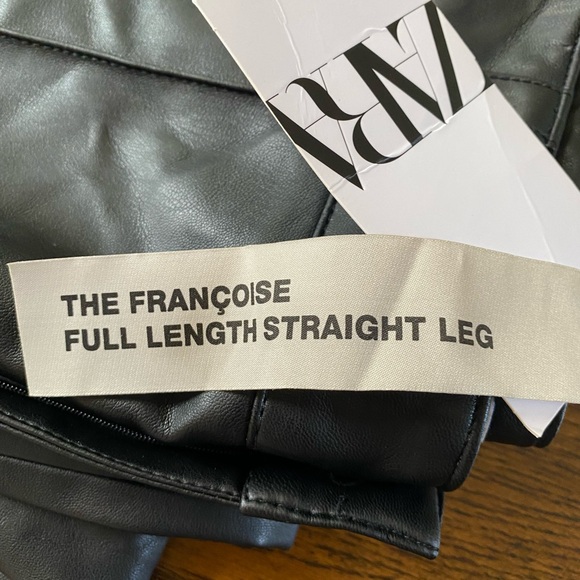 ZARA
THE FRANÇOISE
FULL LENGTH STRAIGHT LEG